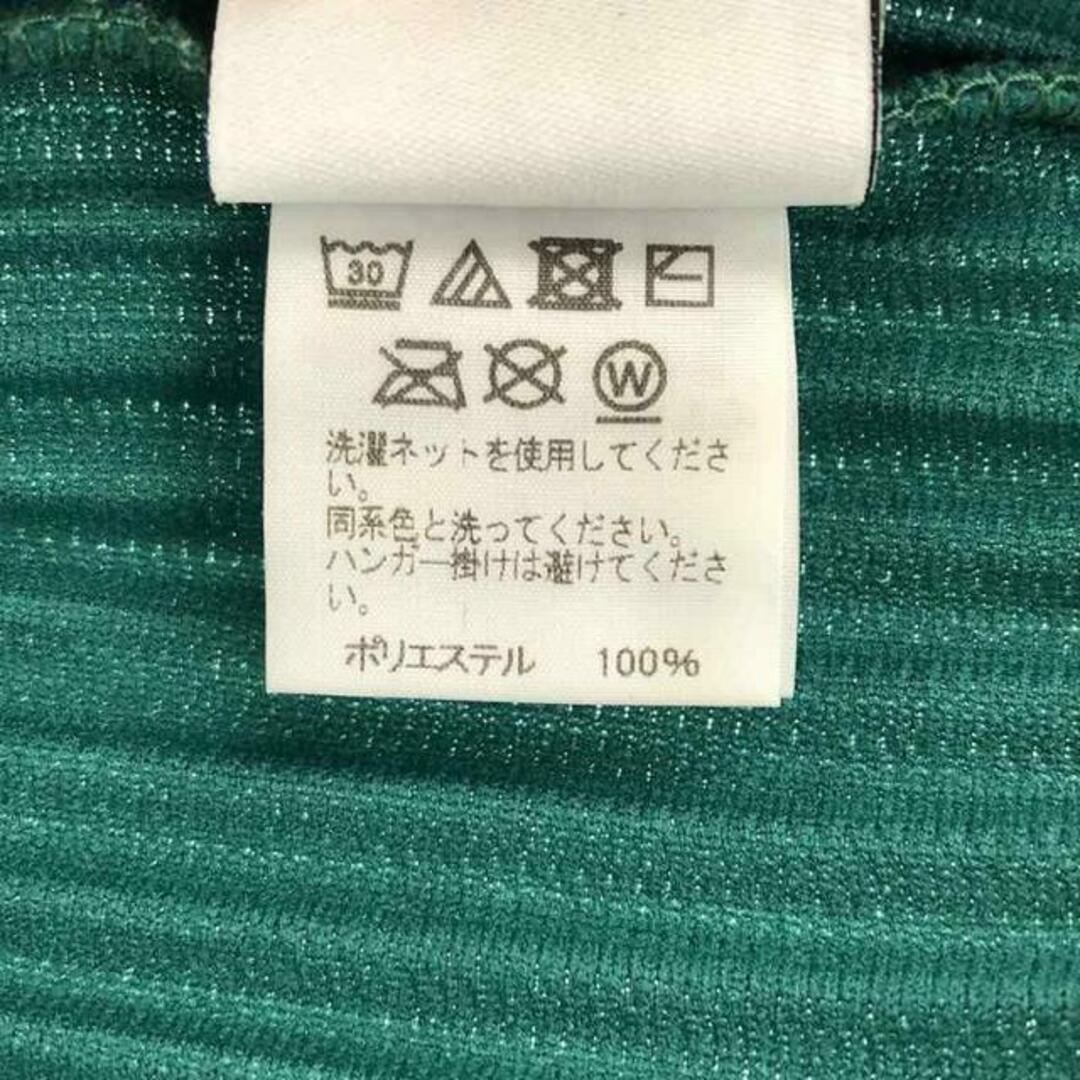 30
W
洗濯ネットを使用してくださ
い。
同系色と洗ってください。
ハンガー掛けは避けてくださ
い。
ポリエステル 100%